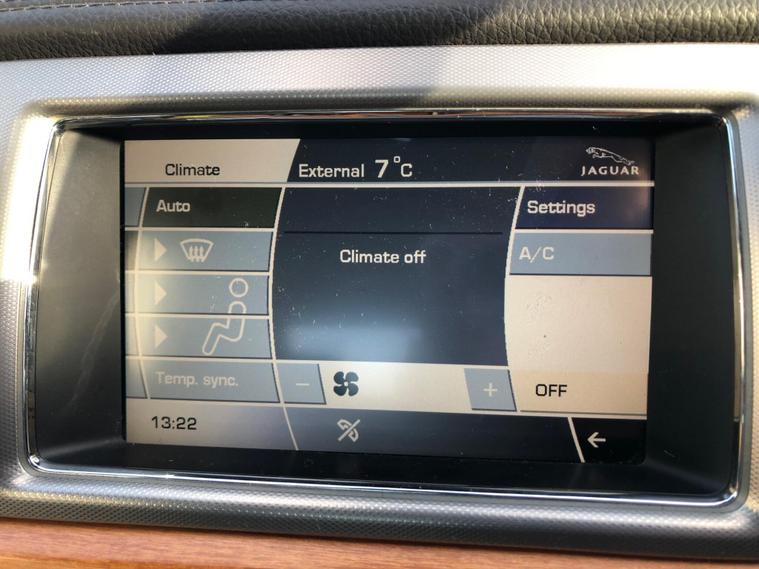 Climate
External 7°C
JAGUAR
Auto
Settings
Climate off
A/C
Temp. sync.
−
+
OFF
13:22